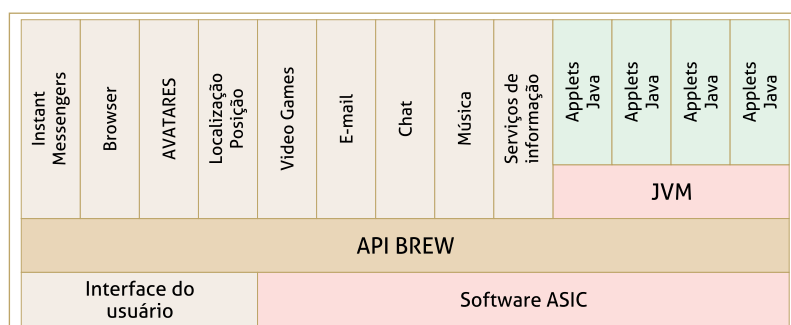 Instant
Messengers
Browser
AVATARES
Localização
Posição
Video Games
E-mail
Chat
Música
Serviços de
informação
Applets
Java
Applets
Java
Applets
Java
Applets
Java
JVM
API BREW
Interface do
usuário
Software ASIC